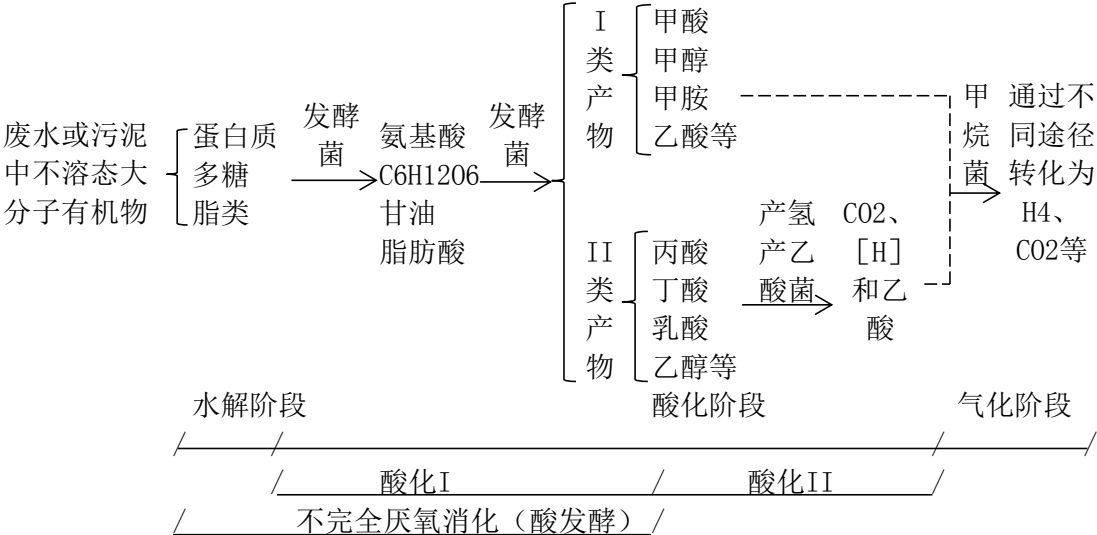 废水或污泥
中不溶态大
分子有机物
蛋白质
多糖
脂类
发酵
菌
氨基酸
C6H12O6
甘油
脂肪酸
发酵
菌
I
类
产
物
甲酸
甲醇
甲胺
乙酸等
II
类
产
物
丙酸
丁酸
乳酸
乙醇等
产氢
产乙
酸菌
CO2、
[H]
和乙
酸
甲
烷
菌
通过不
同途径
转化为
H4、
CO2等
水解阶段
酸化阶段
气化阶段
酸化I
酸化II
不完全厌氧消化（酸发酵）